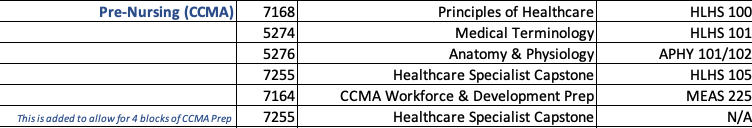 Pre-Nursing (CCMA) 7168 Principles of Healthcare HLHS 100
5274 Medical Terminology HLHS 101
5276 Anatomy & Physiology APHY 101/102
7255 Healthcare Specialist Capstone HLHS 105
7164 CCMA Workforce & Development Prep MEAS 225
This is added to allow for 4 blocks of CCMA Prep 7255 Healthcare Specialist Capstone N/A